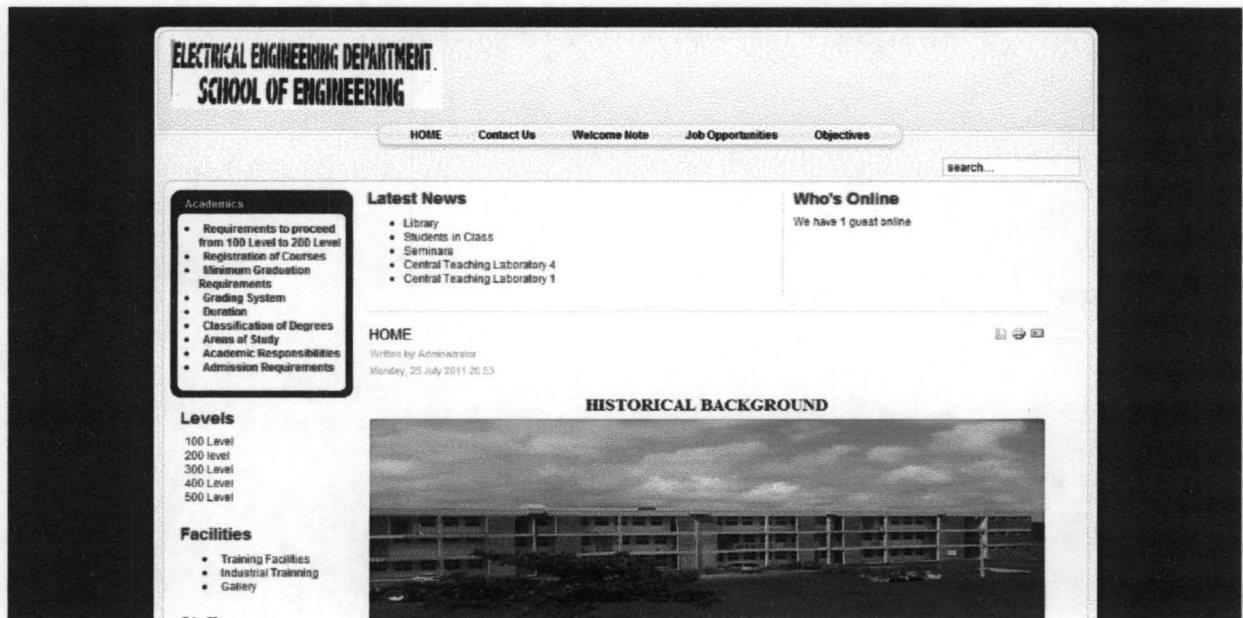 ELECTRICAL ENGINEERING DEPARTMENT.
SCHOOL OF ENGINEERING
HOME Contact Us Welcome Note Job Opportunities Objectives
search...
Academics
• Requirements to proceed
from 100 Level to 200 Level
• Registration of Courses
• Minimum Graduation
Requirements
• Grading System
• Duration
• Classification of Degrees
• Areas of Study
• Academic Responsibilities
• Admission Requirements
Levels
100 Level
200 level
300 Level
400 Level
500 Level
Facilities
• Training Facilities
• Industrial Trainning
• Gallery
Latest News
• Library
• Students in Class
• Seminars
• Central Teaching Laboratory 4
• Central Teaching Laboratory 1
Who's Online
We have 1 guest online
HOME
Written by Administrator
Monday, 25 July 2011 20:53
HISTORICAL BACKGROUND